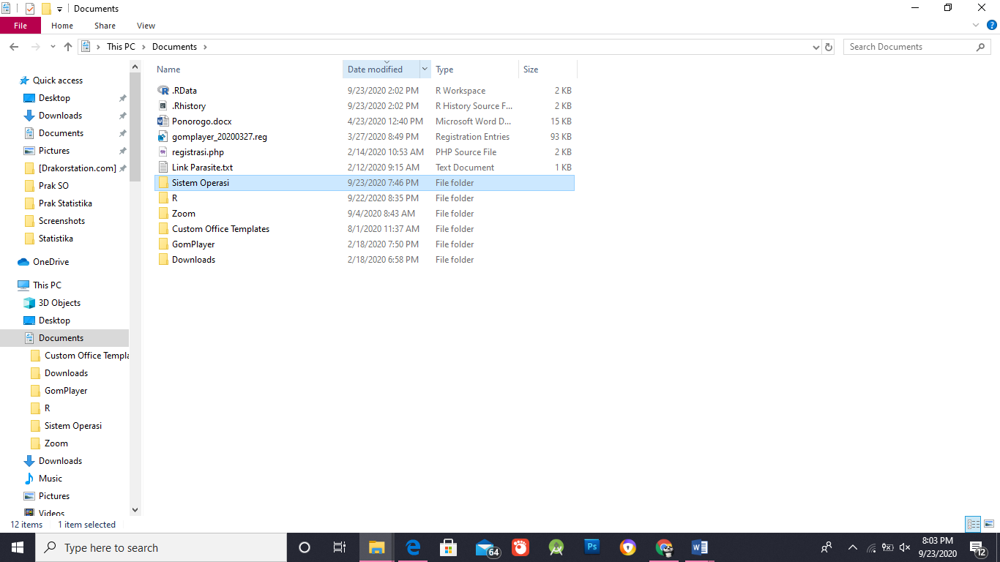 Documents
File Home Share View
This PC Documents
Search Documents
Name Date modified Type Size
.RData 9/23/2020 2:02 PM R Workspace 2 KB
.Rhistory 9/23/2020 2:02 PM R History Source F... 2 KB
Ponorogo.docx 4/23/2020 12:40 PM Microsoft Word D... 15 KB
gomplayer_20200327.reg 3/27/2020 8:49 PM Registration Entries 93 KB
registrasi.php 2/14/2020 10:53 AM PHP Source File 2 KB
Link Parasite.txt 2/12/2020 9:15 AM Text Document 1 KB
Sistem Operasi 9/23/2020 7:46 PM File folder
R 9/22/2020 8:35 PM File folder
Zoom 9/4/2020 8:43 AM File folder
Custom Office Templates 8/1/2020 11:37 AM File folder
GomPlayer 2/18/2020 7:50 PM File folder
Downloads 2/18/2020 6:58 PM File folder
Quick access
Desktop
Downloads
Documents
Pictures
[Drakorstation.com]
Prak SO
Prak Statistika
Screenshots
Statistika
OneDrive
This PC
3D Objects
Desktop
Documents
Custom Office Templa
Downloads
GomPlayer
R
Sistem Operasi
Zoom
Downloads
Music
Pictures
Videos
12 items 1 item selected
Type here to search
64
Ps
W
8:03 PM
9/23/2020
12